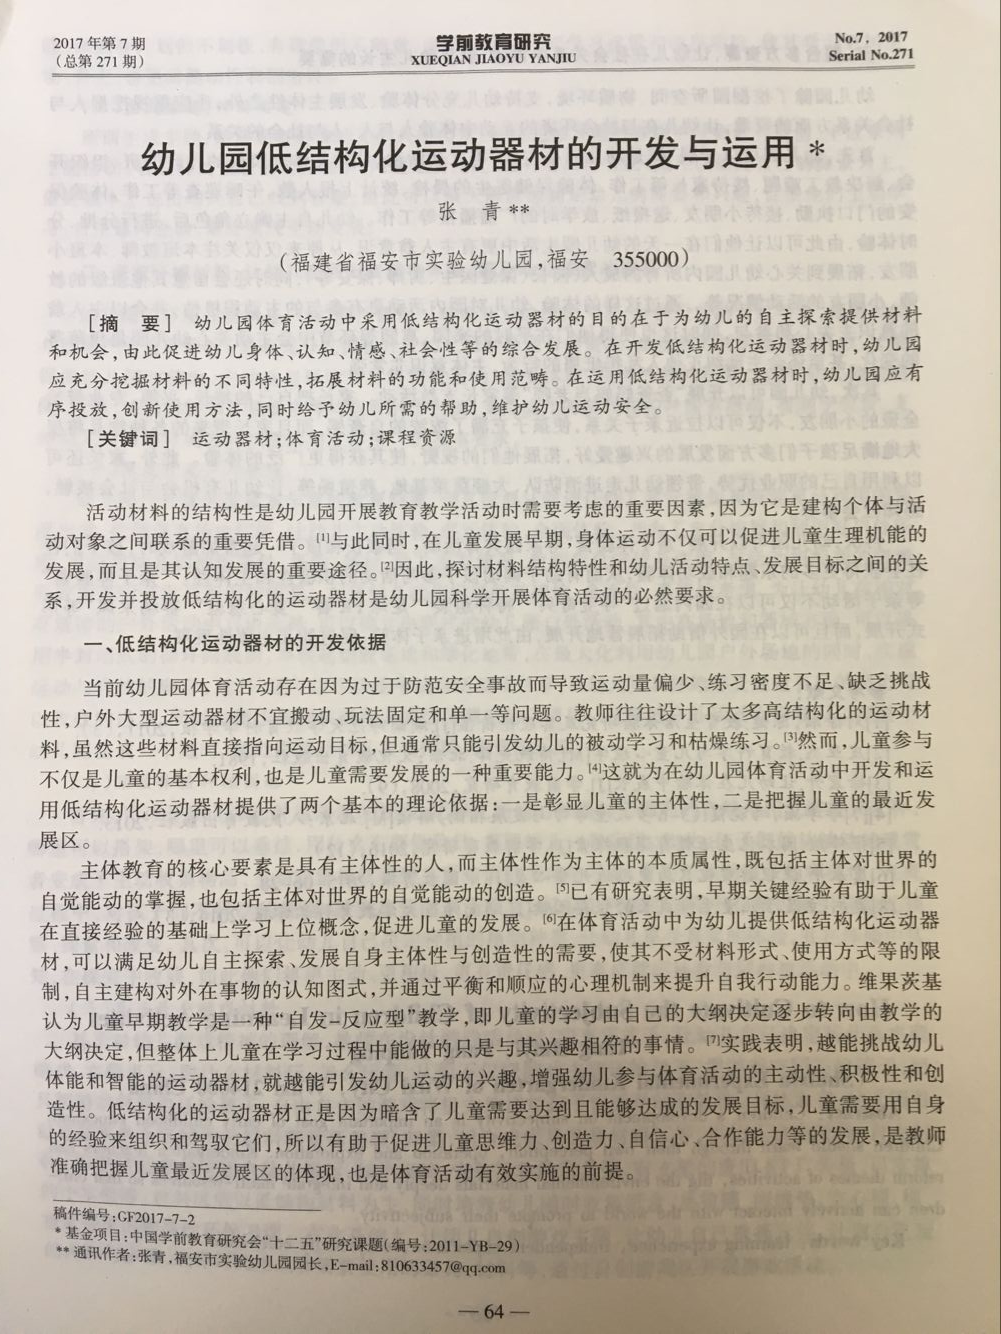 2017 年第 7 期
（总第 271 期）
学前教育研究
XUEQIAN JIAOYU YANJIU
No.7, 2017
Serial No.271
幼儿园低结构化运动器材的开发与运用 *
张　青 **
（福建省福安市实验幼儿园，福安　355000）
［摘　要］　幼儿园体育活动中采用低结构化运动器材的目的在于为幼儿的自主探索提供材料
和机会，由此促进幼儿身体、认知、情感、社会性等的综合发展。在开发低结构化运动器材时，幼儿园
应充分挖掘材料的不同特性，拓展材料的功能和使用范畴。在运用低结构化运动器材时，幼儿园应有
序投放，创新使用方法，同时给予幼儿所需的帮助，维护幼儿运动安全。
［关键词］　运动器材；体育活动；课程资源
活动材料的结构性是幼儿园开展教育教学活动时需要考虑的重要因素，因为它是建构个体与活
动对象之间联系的重要凭借。[1]与此同时，在儿童发展早期，身体运动不仅可以促进儿童生理机能的
发展，而且是其认知发展的重要途径。[2]因此，探讨材料结构特性和幼儿活动特点、发展目标之间的关
系，开发并投放低结构化的运动器材是幼儿园科学开展体育活动的必然要求。
一、低结构化运动器材的开发依据
当前幼儿园体育活动存在因为过于防范安全事故而导致运动量偏少、练习密度不足、缺乏挑战
性，户外大型运动器材不宜搬动、玩法固定和单一等问题。教师往往设计了太多高结构化的运动材
料，虽然这些材料直接指向运动目标，但通常只能引发幼儿的被动学习和枯燥练习。[3]然而，儿童参与
不仅是儿童的基本权利，也是儿童需要发展的一种重要能力。[4]这就为在幼儿园体育活动中开发和运
用低结构化运动器材提供了两个基本的理论依据：一是彰显儿童的主体性，二是把握儿童的最近发
展区。
主体教育的核心要素是具有主体性的人，而主体性作为主体的本质属性，既包括主体对世界的
自觉能动的掌握，也包括主体对世界的自觉能动的创造。[5]已有研究表明，早期关键经验有助于儿童
在直接经验的基础上学习上位概念，促进儿童的发展。[6]在体育活动中为幼儿提供低结构化运动器
材，可以满足幼儿自主探索、发展自身主体性与创造性的需要，使其不受材料形式、使用方式等的限
制，自主建构对外在事物的认知图式，并通过平衡和顺应的心理机制来提升自我行动能力。维果茨基
认为儿童早期教学是一种“自发-反应型”教学，即儿童的学习由自己的大纲决定逐步转向由教学的
大纲决定，但整体上儿童在学习过程中能做的只是与其兴趣相符的事情。[7]实践表明，越能挑战幼儿
体能和智能的运动器材，就越能引发幼儿运动的兴趣，增强幼儿参与体育活动的主动性、积极性和创
造性。低结构化的运动器材正是因为暗含了儿童需要达到且能够达成的发展目标，儿童需要用自身
的经验来组织和驾驭它们，所以有助于促进儿童思维力、创造力、自信心、合作能力等的发展，是教师
准确把握儿童最近发展区的体现，也是体育活动有效实施的前提。
稿件编号：GF2017-7-2
* 基金项目：中国学前教育研究会“十二五”研究课题（编号：2011-YB-29）
** 通讯作者：张青，福安市实验幼儿园园长，E-mail：810633457@qq.com
— 64 —